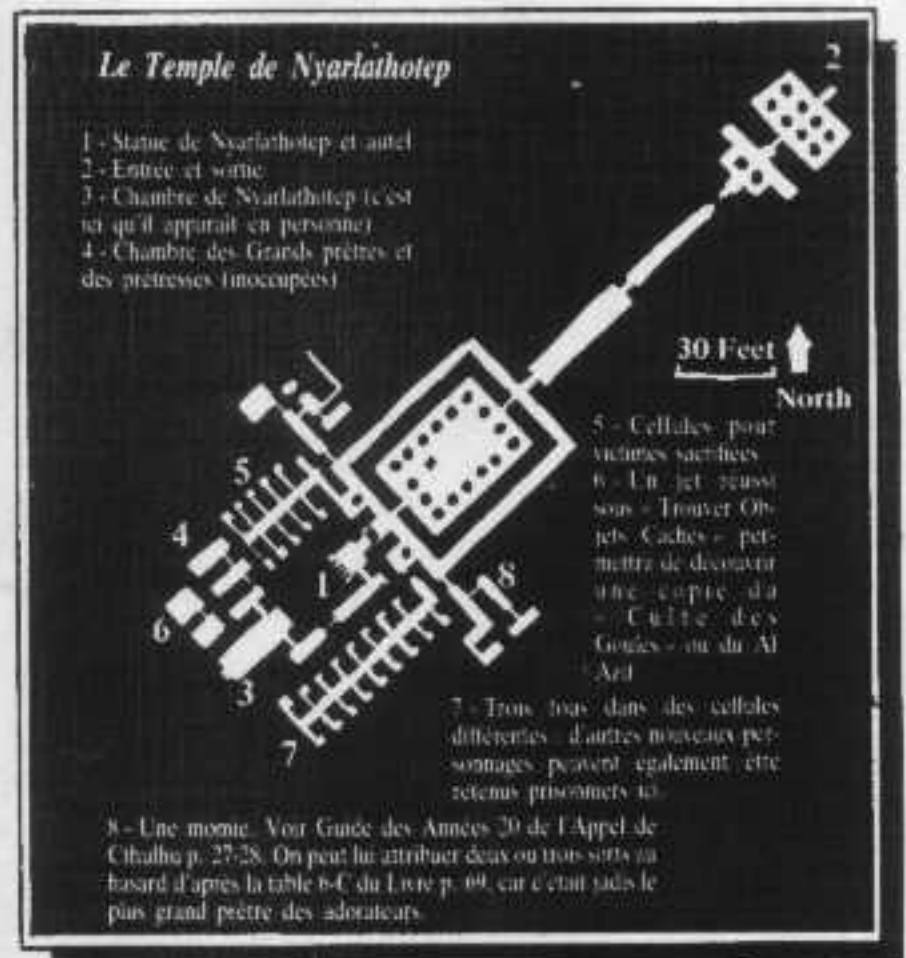 Le Temple de Nyarlathotep
1 - Statue de Nyarlathotep et autel
2 - Entrée et sortie
3 - Chambre de Nyarlathotep (c'est
ici qu'il apparait en personne)
4 - Chambre des Grands prêtres et
des prêtresses (inoccupées)
2
30 Feet
North
5 - Cellules pour
victimes sacrifiées
6 - Un jet réussi
sous - Trouver Ob-
jets Cachés - per-
mettra de découvrir
une copie du
- Culte des
Goules - ou du Al
Azif
5
4
6
3
1
8
7
7 - Trois fous dans des cellules
différentes d'autres nouveaux per-
sonnages peuvent également être
retenus prisonniers ici.
8 - Une momie. Voir Guide des Années 20 de l'Appel de
Cthulhu p. 27-28. On peut lui attribuer deux ou trois sorts au
hasard d'après la table 6-C du Livre p. 69, car c'était jadis le
plus grand prêtre des adorateurs.